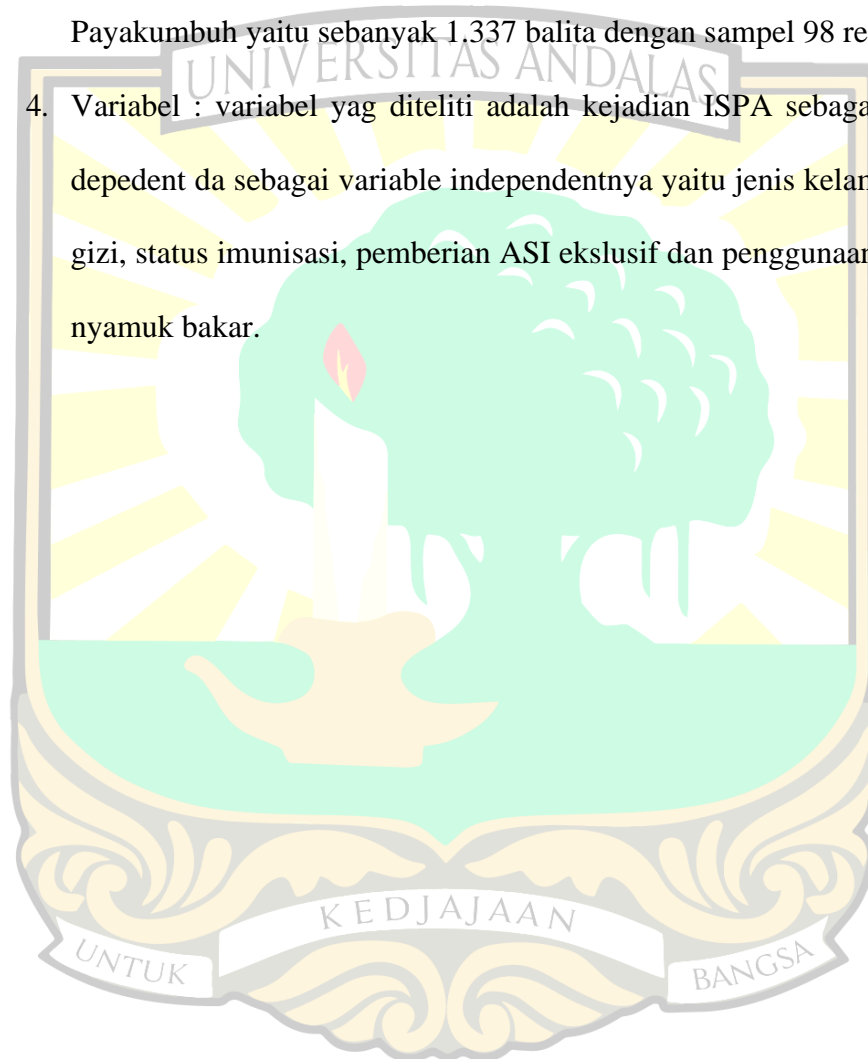 Payakumbuh yaitu sebanyak 1.337 balita dengan sampel 98 re
UNIVERSITAS ANDALAS
4. Variabel : variabel yag diteliti adalah kejadian ISPA sebaga
depedent da sebagai variable independentnya yaitu jenis kelan
gizi, status imunisasi, pemberian ASI ekslusif dan penggunaan
nyamuk bakar.
KEDJAJAAN
UNTUK
BANGSA